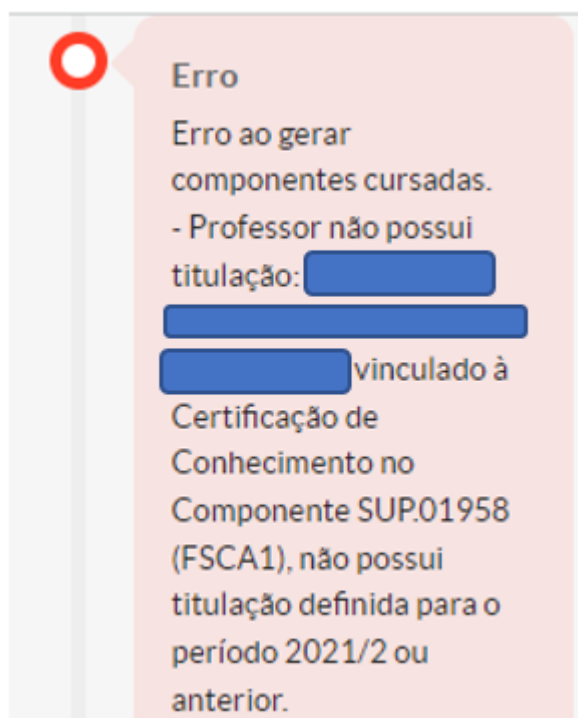 Erro
Erro ao gerar
componentes cursadas.
- Professor não possui
titulação:
vinculado à
Certificação de
Conhecimento no
Componente SUP.01958
(FSCA1), não possui
titulação definida para o
período 2021/2 ou
anterior.